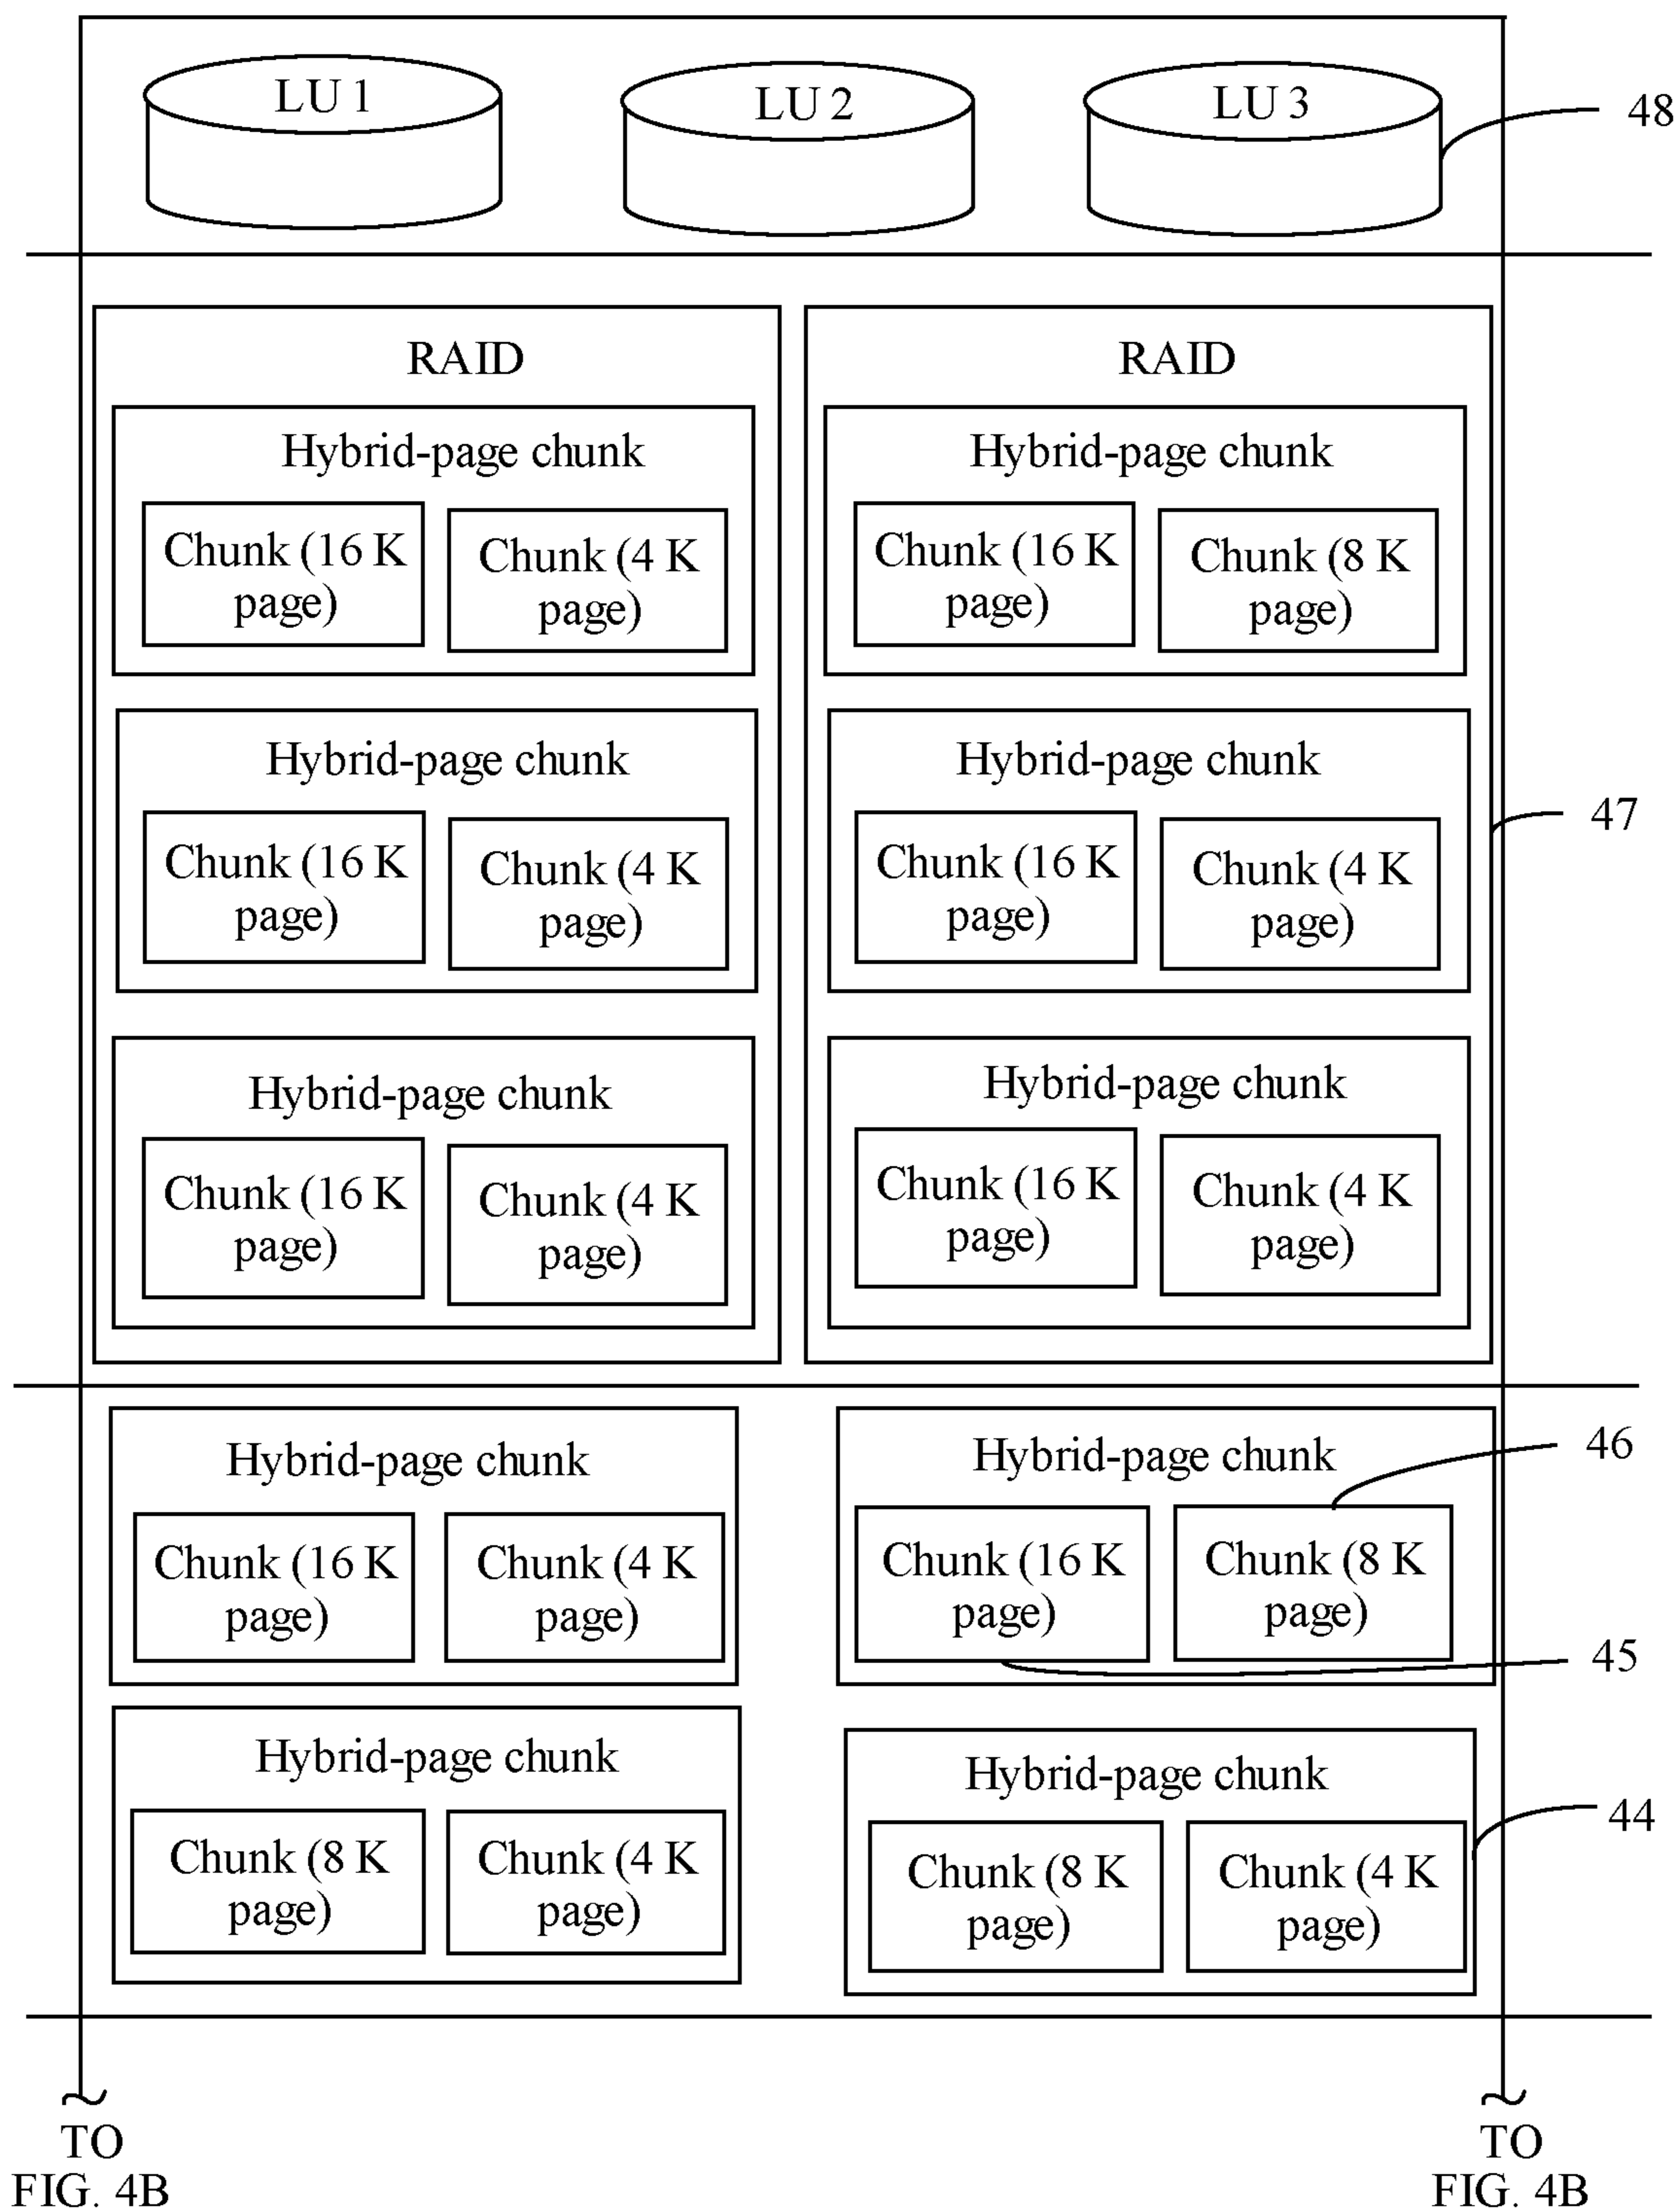 LU 1
LU 2
LU 3
48
RAID
Hybrid-page chunk
Chunk (16 K
page)
Chunk (4 K
page)
Hybrid-page chunk
Chunk (16 K
page)
Chunk (4 K
page)
Hybrid-page chunk
Chunk (16 K
page)
Chunk (4 K
page)
RAID
Hybrid-page chunk
Chunk (16 K
page)
Chunk (8 K
page)
Hybrid-page chunk
Chunk (16 K
page)
Chunk (4 K
page)
Hybrid-page chunk
Chunk (16 K
page)
Chunk (4 K
page)
47
Hybrid-page chunk
Chunk (16 K
page)
Chunk (4 K
page)
Hybrid-page chunk
Chunk (16 K
page)
Chunk (8 K
page)
46
45
Hybrid-page chunk
Chunk (8 K
page)
Chunk (4 K
page)
Hybrid-page chunk
Chunk (8 K
page)
Chunk (4 K
page)
44
TO
FIG. 4B
TO
FIG. 4B